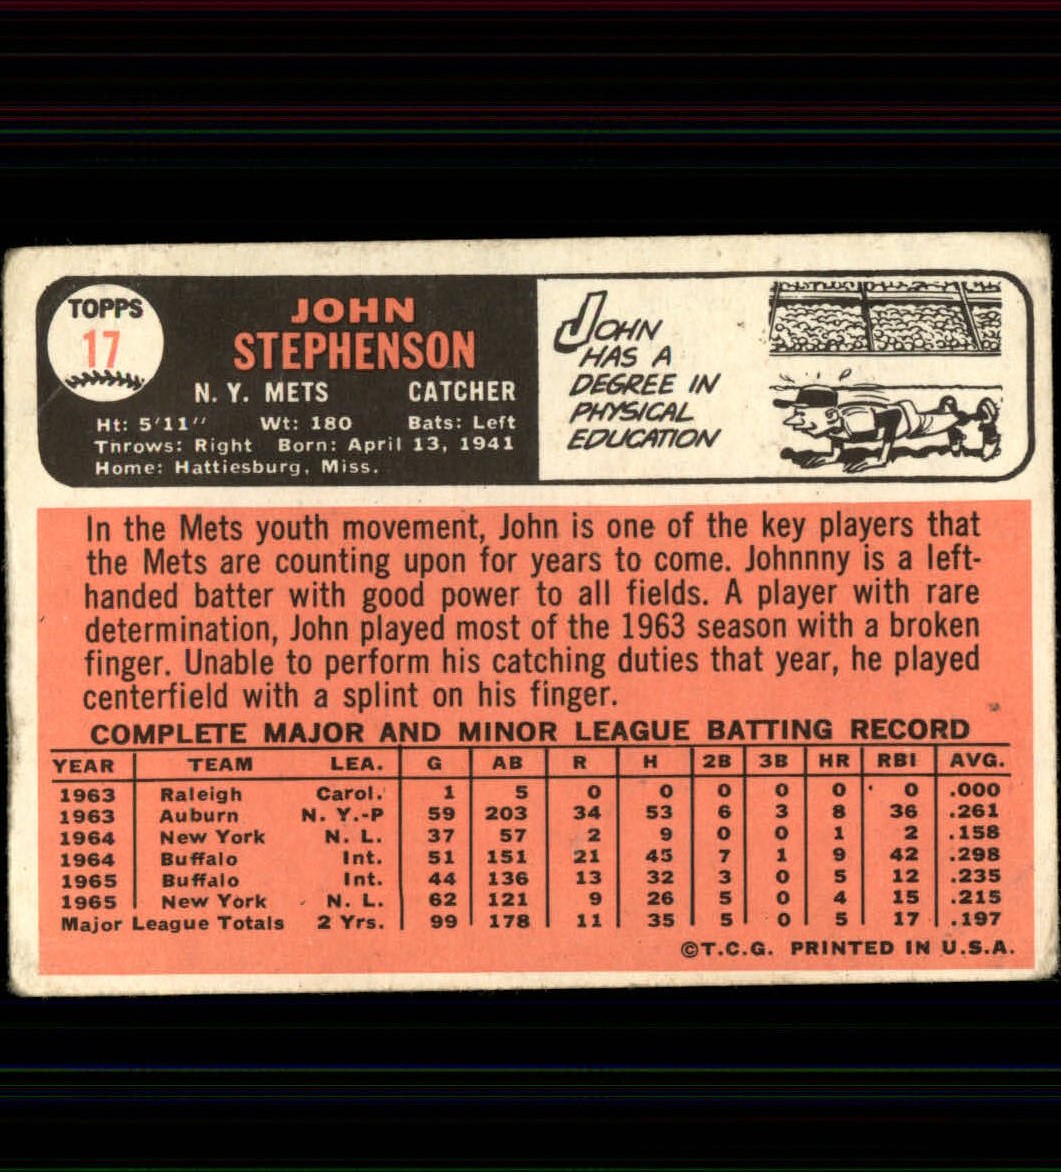 TOPPS
17
JOHN
STEPHENSON
N. Y. METS CATCHER
Ht: 5'11" Wt: 180 Bats: Left
Throws: Right Born: April 13, 1941
Home: Hattiesburg, Miss.
JOHN
HAS A
DEGREE IN
PHYSICAL
EDUCATION
In the Mets youth movement, John is one of the key players that
the Mets are counting upon for years to come. Johnnny is a left-
handed batter with good power to all fields. A player with rare
determination, John played most of the 1963 season with a broken
finger. Unable to perform his catching duties that year, he played
centerfield with a splint on his finger.
COMPLETE MAJOR AND MINOR LEAGUE BATTING RECORD
YEAR TEAM LEA. G AB R H 2B 3B HR RBI AVG.
1963 Raleigh Carol. 1 5 0 0 0 0 0 0 .000
1963 Auburn N. Y.-P 59 203 34 53 6 3 8 36 .261
1964 New York N. L. 37 57 2 9 0 0 1 2 .158
1964 Buffalo Int. 51 151 21 45 7 1 9 42 .298
1965 Buffalo Int. 44 136 13 32 3 0 5 12 .235
1965 New York N. L. 62 121 9 26 5 0 4 15 .215
Major League Totals 2 Yrs. 99 178 11 35 5 0 5 17 .197
©T.C.G. PRINTED IN U.S.A.